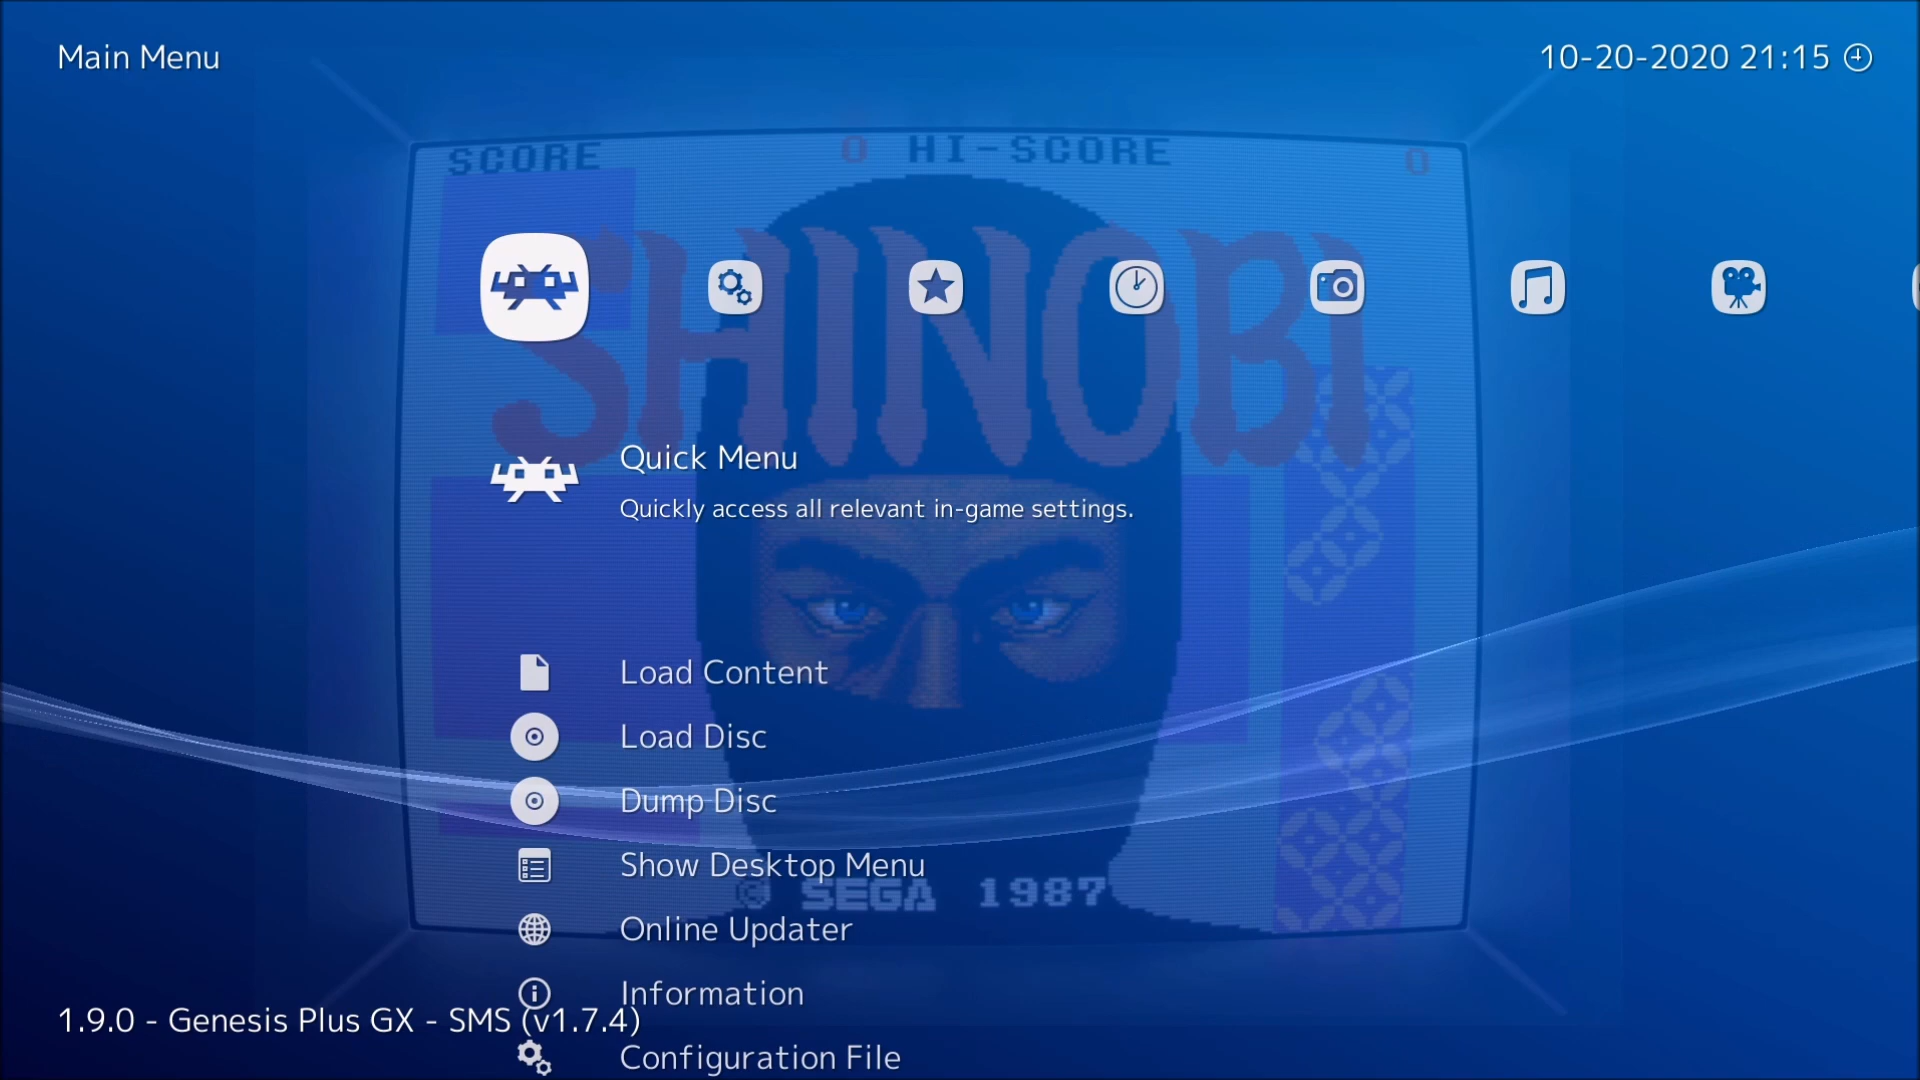 Main Menu
10-20-2020 21:15
SCORE 0 HI-SCORE 0
SHINOBI
Quick Menu
Quickly access all relevant in-game settings.
Load Content
Load Disc
Dump Disc
Show Desktop Menu
© SEGA 1987
Online Updater
Information
1.9.0 - Genesis Plus GX - SMS (v1.7.4)
Configuration File